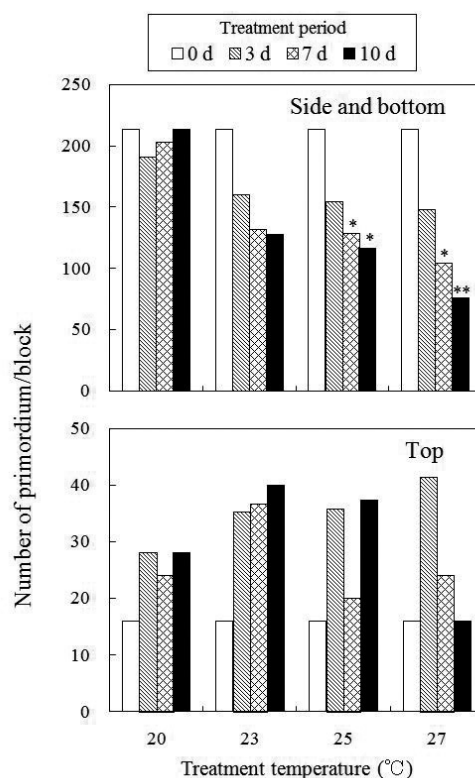 Treatment period
0 d 3 d 7 d 10 d
Side and bottom
250
200
150
100
50
0
* * * **
Number of primordium/block
Top
50
40
30
20
10
0
20 23 25 27
Treatment temperature (℃)